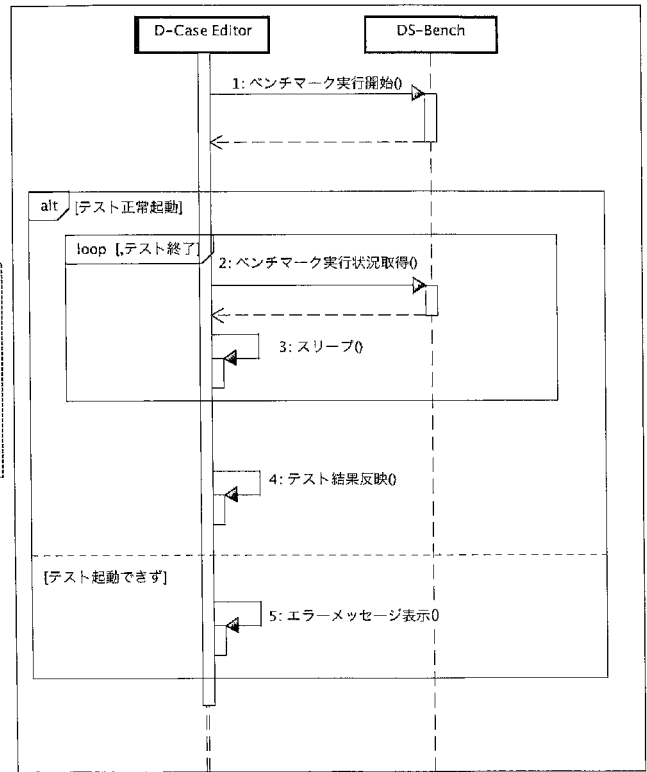 D-Case Editor
DS-Bench
1: ベンチマーク実行開始()
alt [テスト正常起動]
loop [,テスト終了]
2: ベンチマーク実行状況取得()
3: スリープ()
4: テスト結果反映()
[テスト起動できず]
5: エラーメッセージ表示()